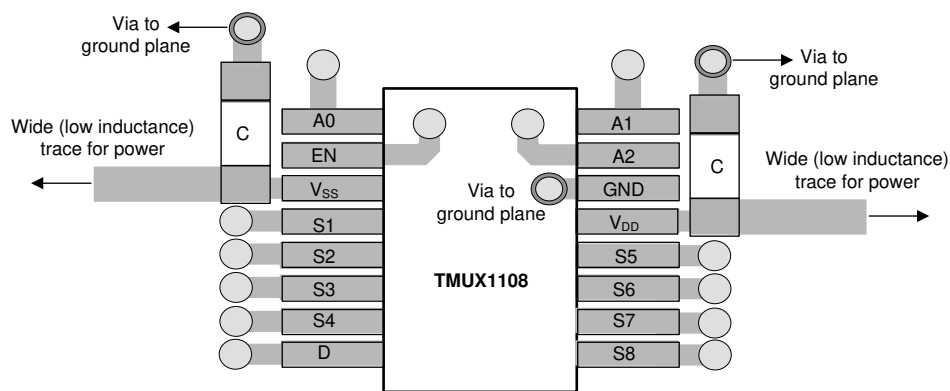 Via to
ground plane
Via to
ground plane
C
C
Wide (low inductance)
trace for power
Wide (low inductance)
trace for power
A0
EN
VSS
S1
S2
S3
S4
D
Via to
ground plane
TMUX1108
A1
A2
GND
VDD
S5
S6
S7
S8